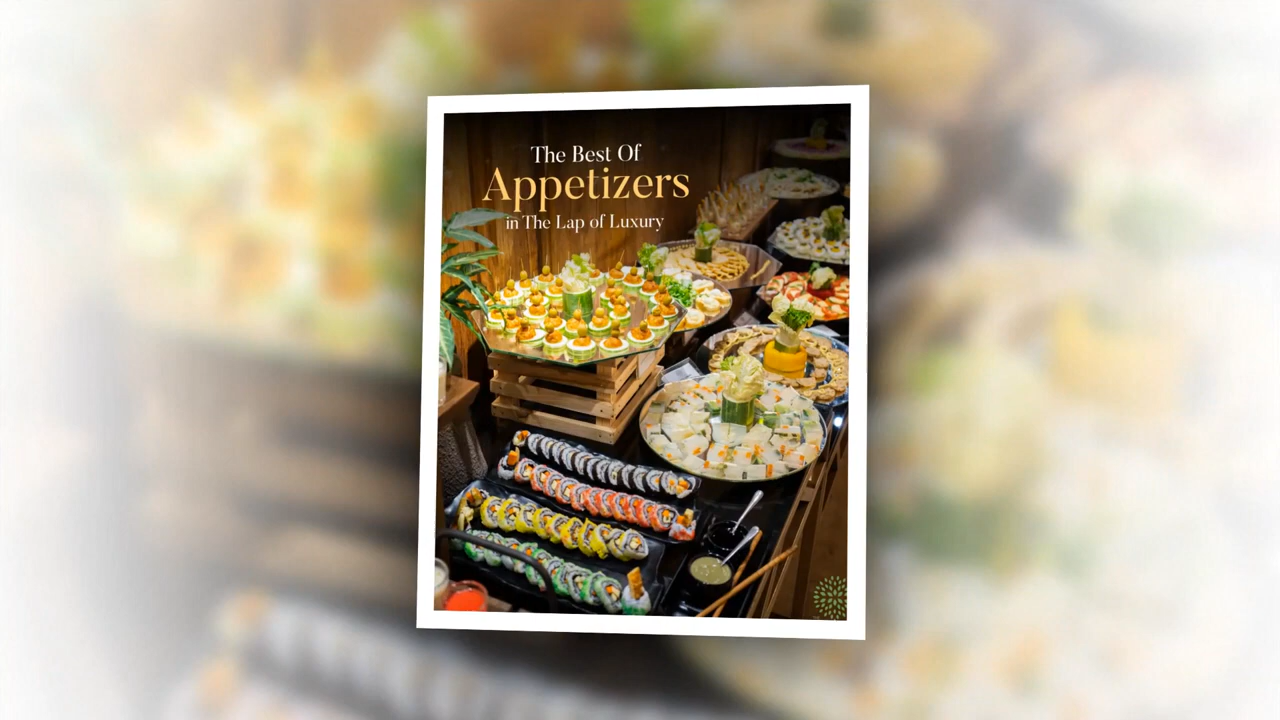 The Best Of
Appetizers
in The Lap of Luxury